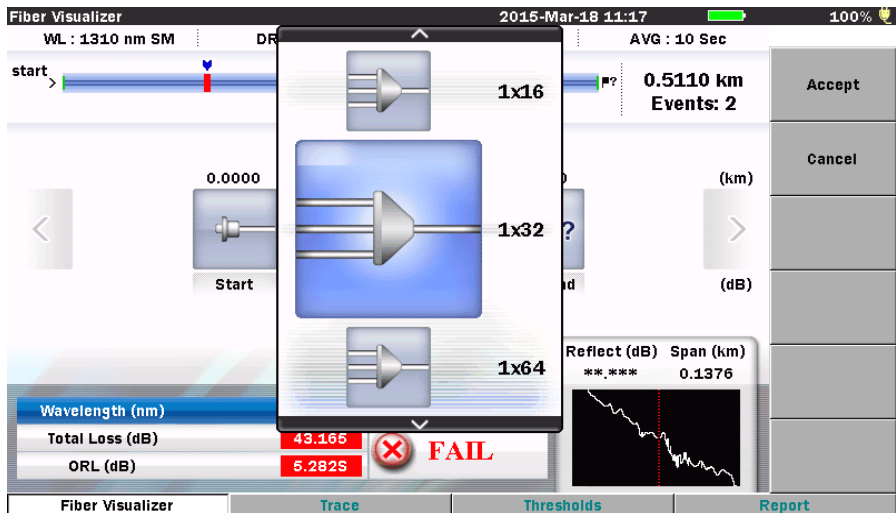 Fiber Visualizer 2015-Mar-18 11:17 100%
WL : 1310 nm SM DR AVG : 10 Sec
start > ? 0.5110 km
Events: 2
Accept
Cancel
1x16
1x32
1x64
0.0000 (km)
?
Start (dB)
Reflect (dB) Span (km)
**.*** 0.1376
Wavelength (nm)
Total Loss (dB) 43.165
ORL (dB) 5.282S
FAIL
Fiber Visualizer Trace Thresholds Report